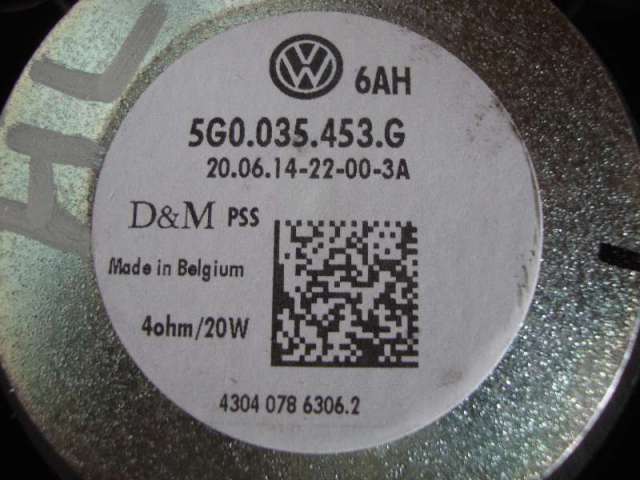 HL
6AH
5G0.035.453.G
20.06.14-22-00-3A
D&M PSS
Made in Belgium
4ohm/20W
4304 078 6306.2